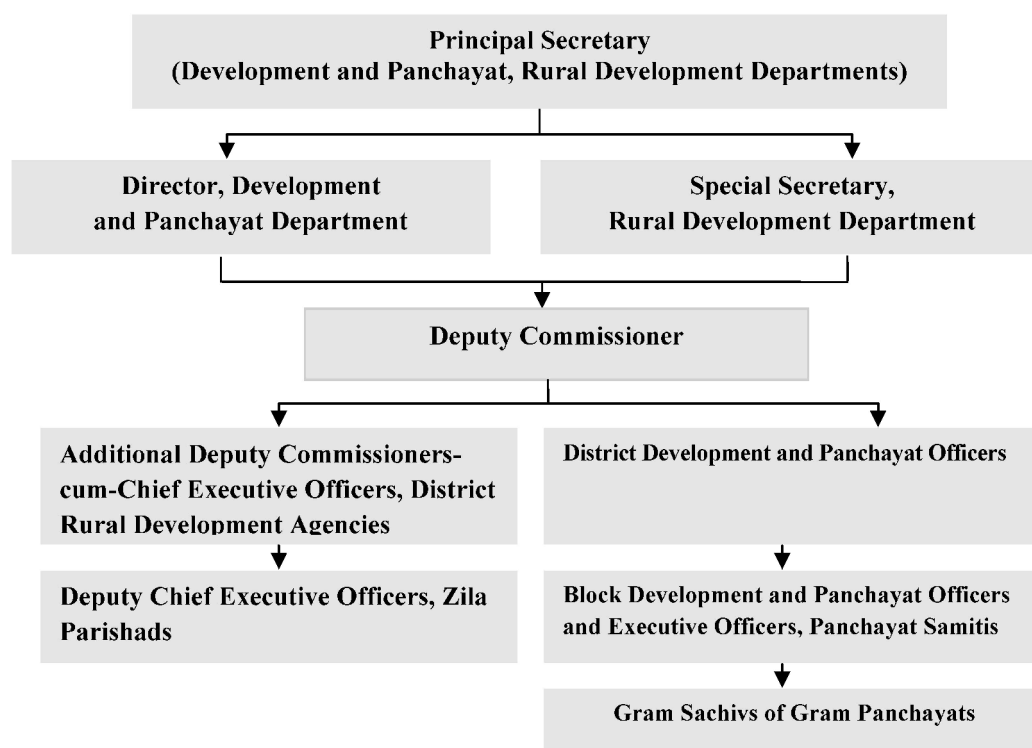 Principal Secretary
(Development and Panchayat, Rural Development Departments)
Director, Development
and Panchayat Department
Special Secretary,
Rural Development Department
Deputy Commissioner
Additional Deputy Commissioners-
cum-Chief Executive Officers, District
Rural Development Agencies
District Development and Panchayat Officers
Deputy Chief Executive Officers, Zila
Parishads
Block Development and Panchayat Officers
and Executive Officers, Panchayat Samitis
Gram Sachivs of Gram Panchayats